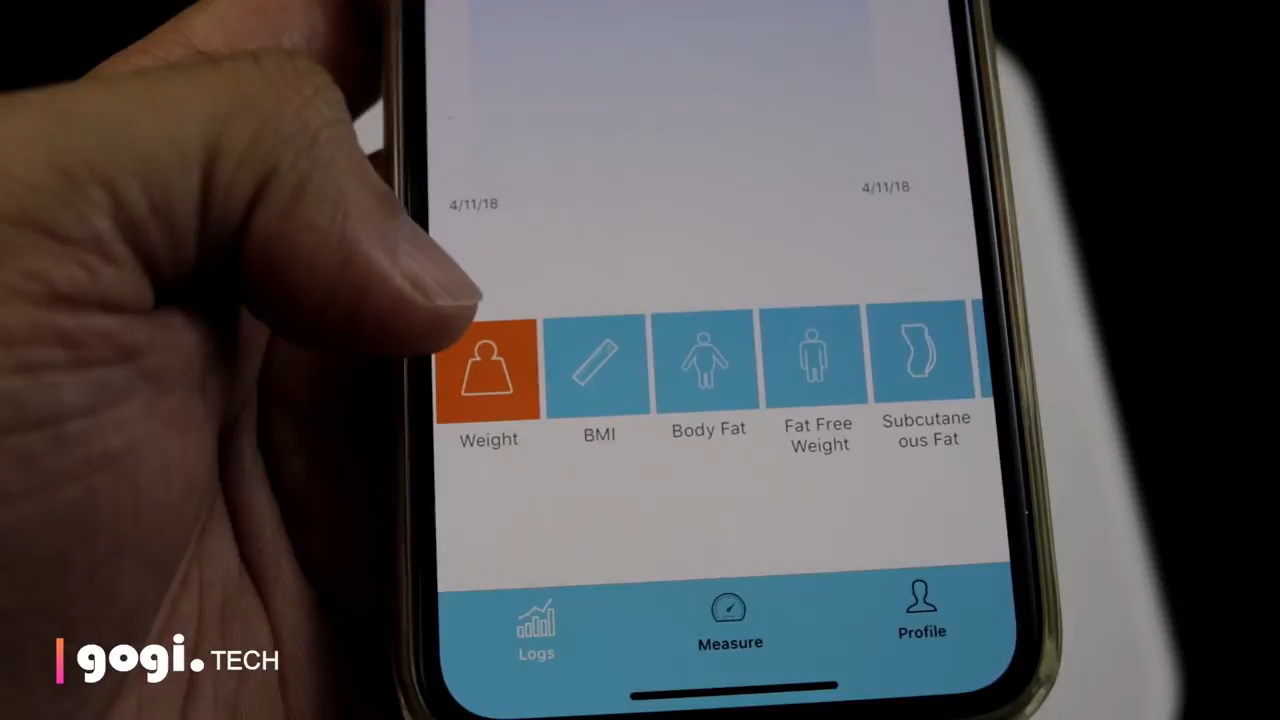 4/11/18
4/11/18
Weight
BMI
Body Fat
Fat Free
Weight
Subcutane
ous Fat
Logs
Measure
Profile
gogi. TECH